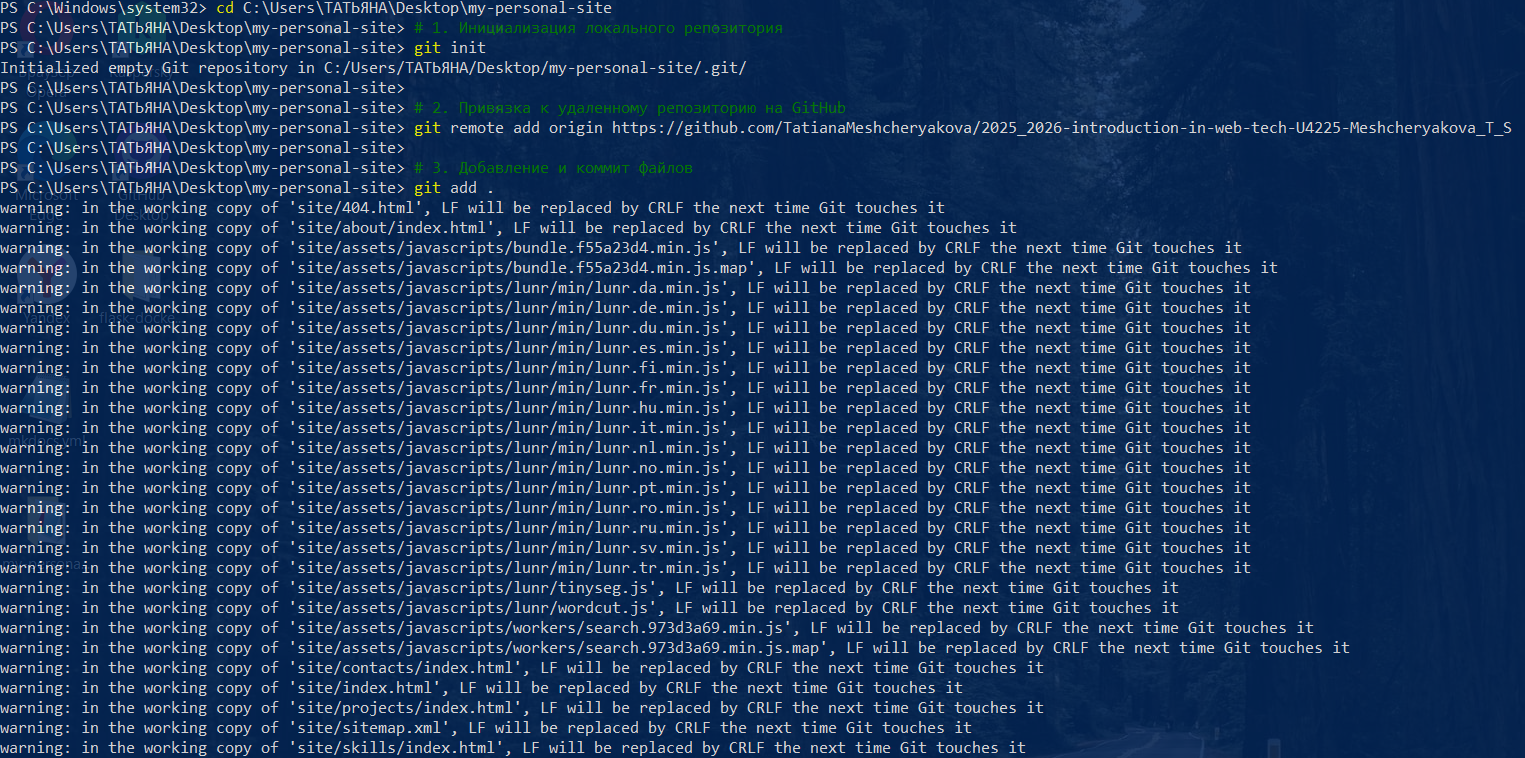 PS C:\Windows\system32> cd C:\Users\ТАТЬЯНА\Desktop\my-personal-site
PS C:\Users\ТАТЬЯНА\Desktop\my-personal-site> # 1. Инициализация локального репозитория
PS C:\Users\ТАТЬЯНА\Desktop\my-personal-site> git init
Initialized empty Git repository in C:/Users/ТАТЬЯНА/Desktop/my-personal-site/.git/
PS C:\Users\ТАТЬЯНА\Desktop\my-personal-site>
PS C:\Users\ТАТЬЯНА\Desktop\my-personal-site> # 2. Привязка к удаленному репозиторию на GitHub
PS C:\Users\ТАТЬЯНА\Desktop\my-personal-site> git remote add origin https://github.com/TatianaMeshcheryakova/2025_2026-introduction-in-web-tech-U4225-Meshcheryakova_T_S
PS C:\Users\ТАТЬЯНА\Desktop\my-personal-site>
PS C:\Users\ТАТЬЯНА\Desktop\my-personal-site> # 3. Добавление и коммит файлов
PS C:\Users\ТАТЬЯНА\Desktop\my-personal-site> git add .
warning: in the working copy of 'site/404.html', LF will be replaced by CRLF the next time Git touches it
warning: in the working copy of 'site/about/index.html', LF will be replaced by CRLF the next time Git touches it
warning: in the working copy of 'site/assets/javascripts/bundle.f55a23d4.min.js', LF will be replaced by CRLF the next time Git touches it
warning: in the working copy of 'site/assets/javascripts/bundle.f55a23d4.min.js.map', LF will be replaced by CRLF the next time Git touches it
warning: in the working copy of 'site/assets/javascripts/lunr/min/lunr.da.min.js', LF will be replaced by CRLF the next time Git touches it
warning: in the working copy of 'site/assets/javascripts/lunr/min/lunr.de.min.js', LF will be replaced by CRLF the next time Git touches it
warning: in the working copy of 'site/assets/javascripts/lunr/min/lunr.du.min.js', LF will be replaced by CRLF the next time Git touches it
warning: in the working copy of 'site/assets/javascripts/lunr/min/lunr.es.min.js', LF will be replaced by CRLF the next time Git touches it
warning: in the working copy of 'site/assets/javascripts/lunr/min/lunr.fi.min.js', LF will be replaced by CRLF the next time Git touches it
warning: in the working copy of 'site/assets/javascripts/lunr/min/lunr.fr.min.js', LF will be replaced by CRLF the next time Git touches it
warning: in the working copy of 'site/assets/javascripts/lunr/min/lunr.hu.min.js', LF will be replaced by CRLF the next time Git touches it
warning: in the working copy of 'site/assets/javascripts/lunr/min/lunr.it.min.js', LF will be replaced by CRLF the next time Git touches it
warning: in the working copy of 'site/assets/javascripts/lunr/min/lunr.nl.min.js', LF will be replaced by CRLF the next time Git touches it
warning: in the working copy of 'site/assets/javascripts/lunr/min/lunr.no.min.js', LF will be replaced by CRLF the next time Git touches it
warning: in the working copy of 'site/assets/javascripts/lunr/min/lunr.pt.min.js', LF will be replaced by CRLF the next time Git touches it
warning: in the working copy of 'site/assets/javascripts/lunr/min/lunr.ro.min.js', LF will be replaced by CRLF the next time Git touches it
warning: in the working copy of 'site/assets/javascripts/lunr/min/lunr.ru.min.js', LF will be replaced by CRLF the next time Git touches it
warning: in the working copy of 'site/assets/javascripts/lunr/min/lunr.sv.min.js', LF will be replaced by CRLF the next time Git touches it
warning: in the working copy of 'site/assets/javascripts/lunr/min/lunr.tr.min.js', LF will be replaced by CRLF the next time Git touches it
warning: in the working copy of 'site/assets/javascripts/lunr/tinyseg.js', LF will be replaced by CRLF the next time Git touches it
warning: in the working copy of 'site/assets/javascripts/lunr/wordcut.js', LF will be replaced by CRLF the next time Git touches it
warning: in the working copy of 'site/assets/javascripts/workers/search.973d3a69.min.js', LF will be replaced by CRLF the next time Git touches it
warning: in the working copy of 'site/assets/javascripts/workers/search.973d3a69.min.js.map', LF will be replaced by CRLF the next time Git touches it
warning: in the working copy of 'site/contacts/index.html', LF will be replaced by CRLF the next time Git touches it
warning: in the working copy of 'site/index.html', LF will be replaced by CRLF the next time Git touches it
warning: in the working copy of 'site/projects/index.html', LF will be replaced by CRLF the next time Git touches it
warning: in the working copy of 'site/sitemap.xml', LF will be replaced by CRLF the next time Git touches it
warning: in the working copy of 'site/skills/index.html', LF will be replaced by CRLF the next time Git touches it